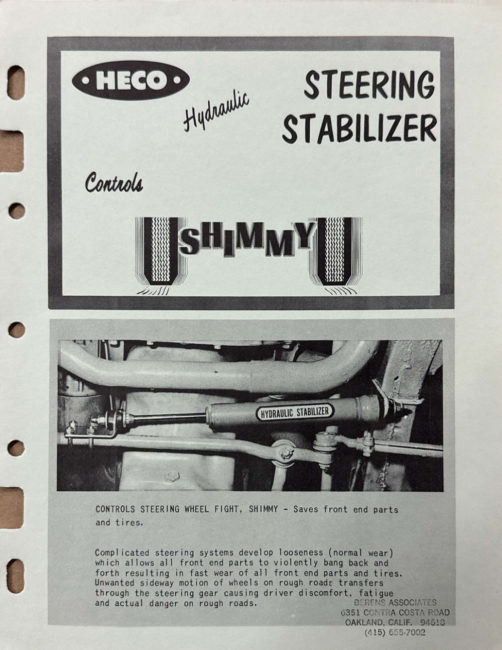 HECO
Hydraulic
STEERING
STABILIZER
Controls
SHIMMY
HYDRAULIC STABILIZER
CONTROLS STEERING WHEEL FIGHT, SHIMMY - Saves front end parts
and tires.
Complicated steering systems develop looseness (normal wear)
which allows all front end parts to violently bang back and
forth resulting in fast wear of all front end parts and tires.
Unwanted sideway motion of wheels on rough roads transfers
through the steering gear causing driver discomfort, fatigue
and actual danger on rough roads.
BERENS ASSOCIATES
6351 CONTRA COSTA ROAD
OAKLAND, CALIF. 94618
(415) 655-7002